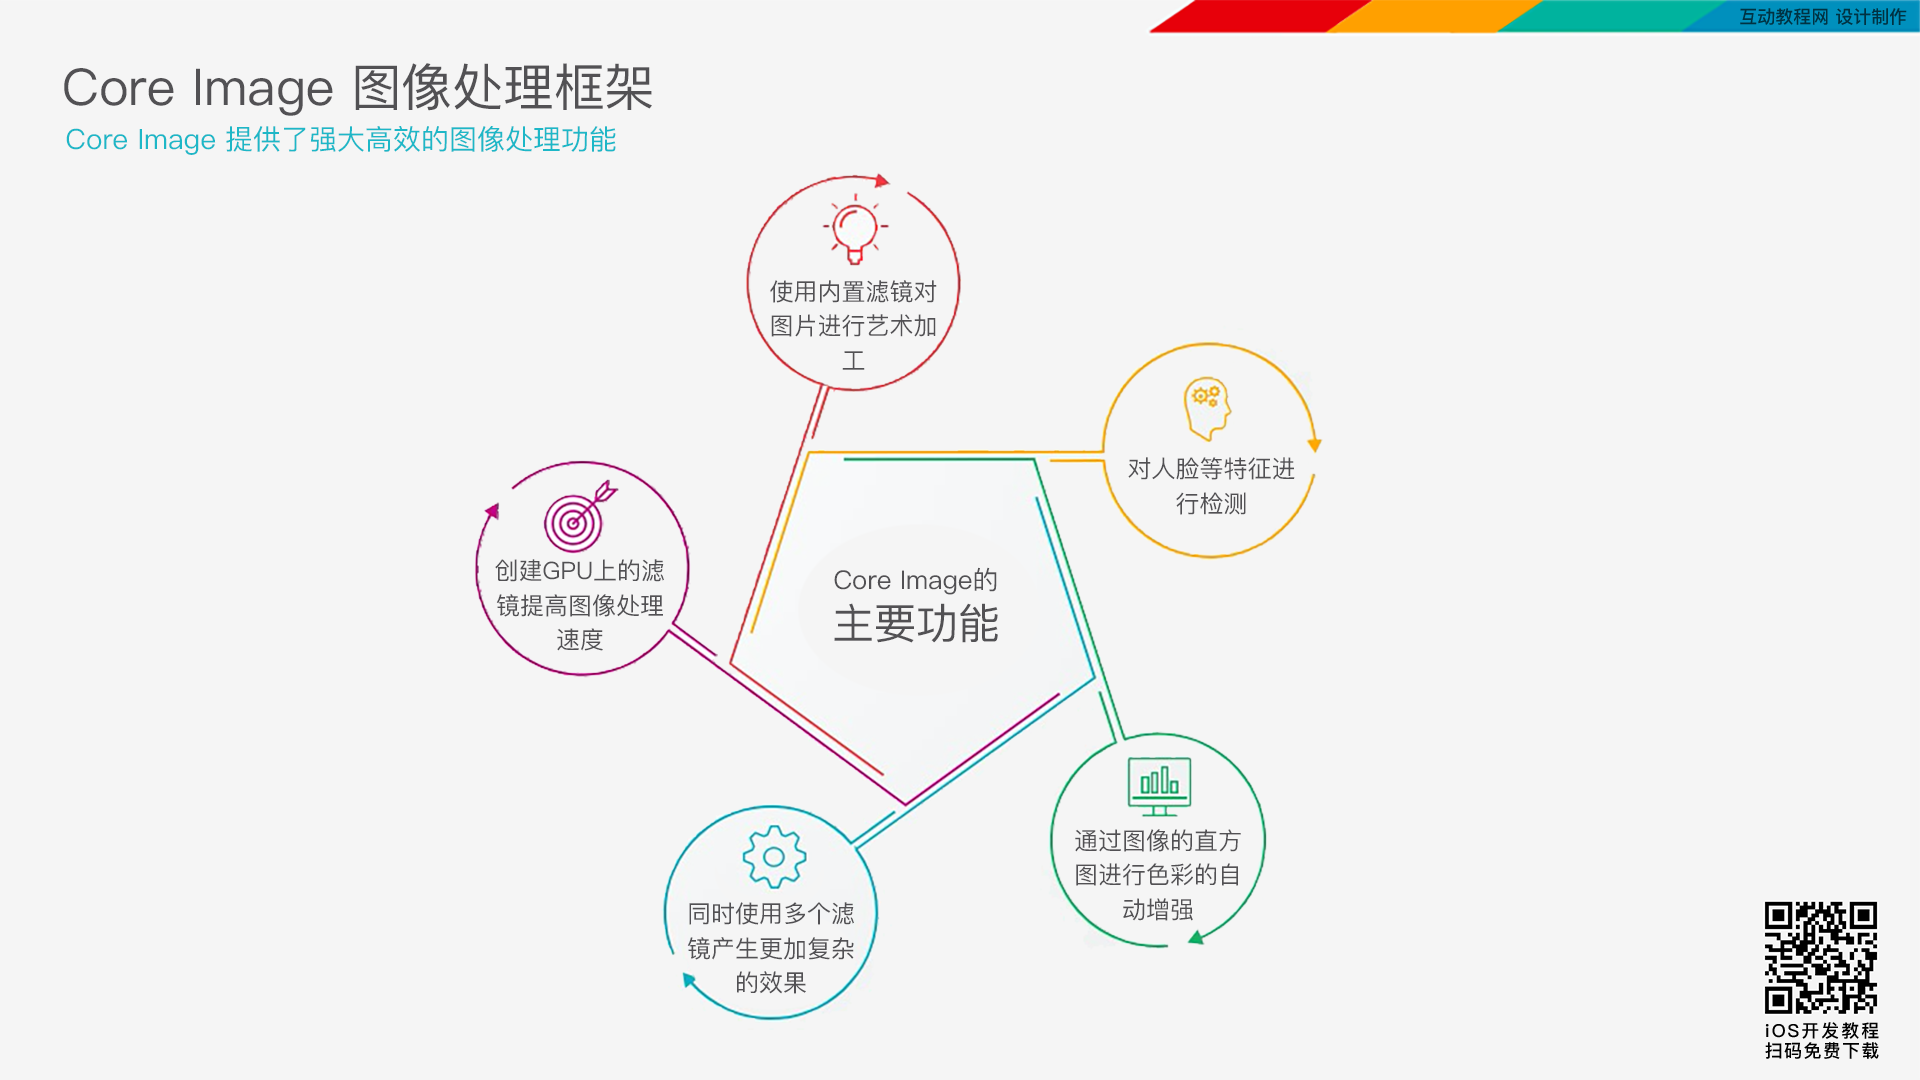 互动教程网 设计制作
Core Image 图像处理框架
Core Image 提供了强大高效的图像处理功能
使用内置滤镜对
图片进行艺术加
工
对人脸等特征进
行检测
创建GPU上的滤
镜提高图像处理
速度
Core Image的
主要功能
通过图像的直方
图进行色彩的自
动增强
同时使用多个滤
镜产生更加复杂
的效果
iOS开发教程
扫码免费下载